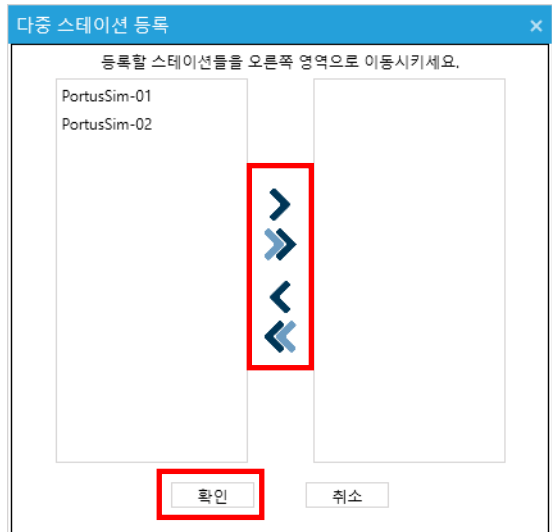 다중 스테이션 등록
등록할 스테이션들을 오른쪽 영역으로 이동시키세요.
PortusSim-01
PortusSim-02
확인
취소